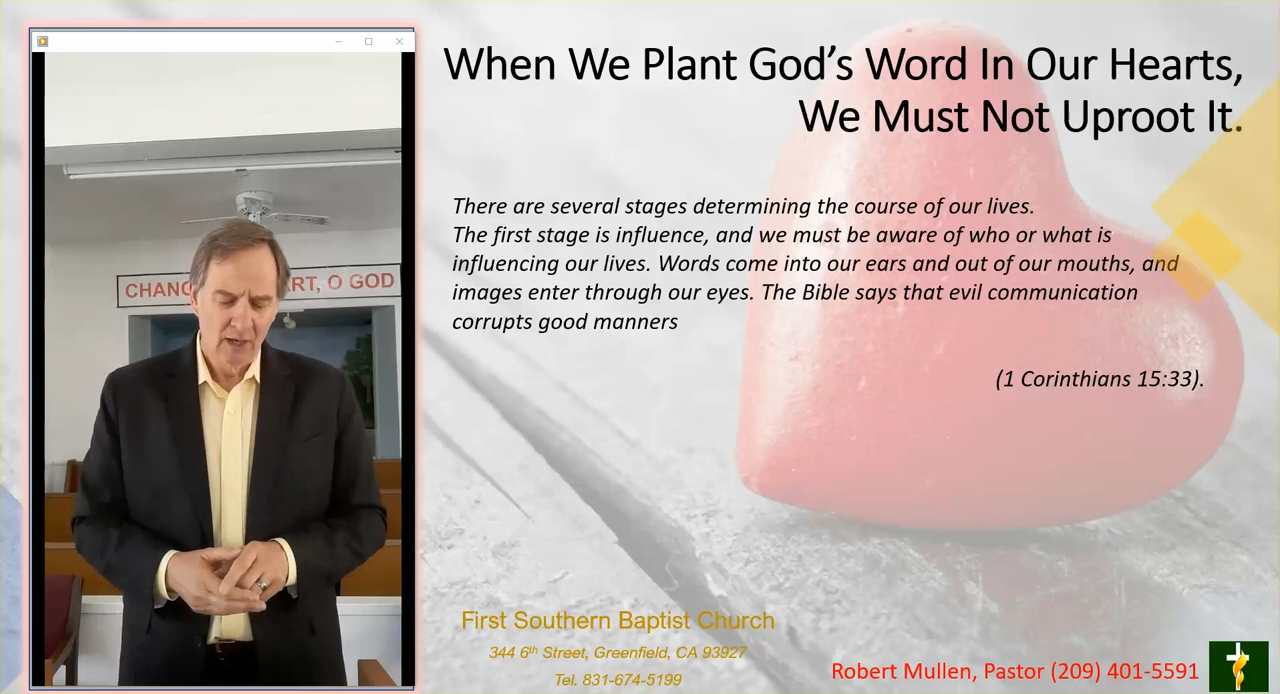 When We Plant God's Word In Our Hearts,
We Must Not Uproot It.
There are several stages determining the course of our lives.
The first stage is influence, and we must be aware of who or what is
influencing our lives. Words come into our ears and out of our mouths, and
images enter through our eyes. The Bible says that evil communication
corrupts good manners
(1 Corinthians 15:33).
CHANG RT, O GOD
First Southern Baptist Church
344 6th Street, Greenfield, CA 93927
Tel. 831-674-5199
Robert Mullen, Pastor (209) 401-5591